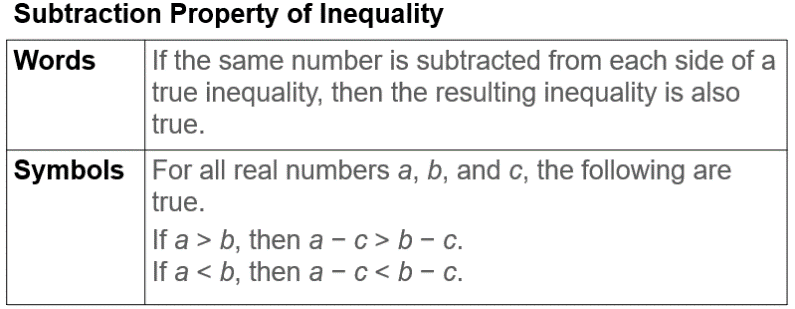 Subtraction Property of Inequality
Words
If the same number is subtracted from each side of a
true inequality, then the resulting inequality is also
true.
Symbols
For all real numbers a, b, and c, the following are
true.
If a > b, then a − c > b − c.
If a < b, then a − c < b − c.